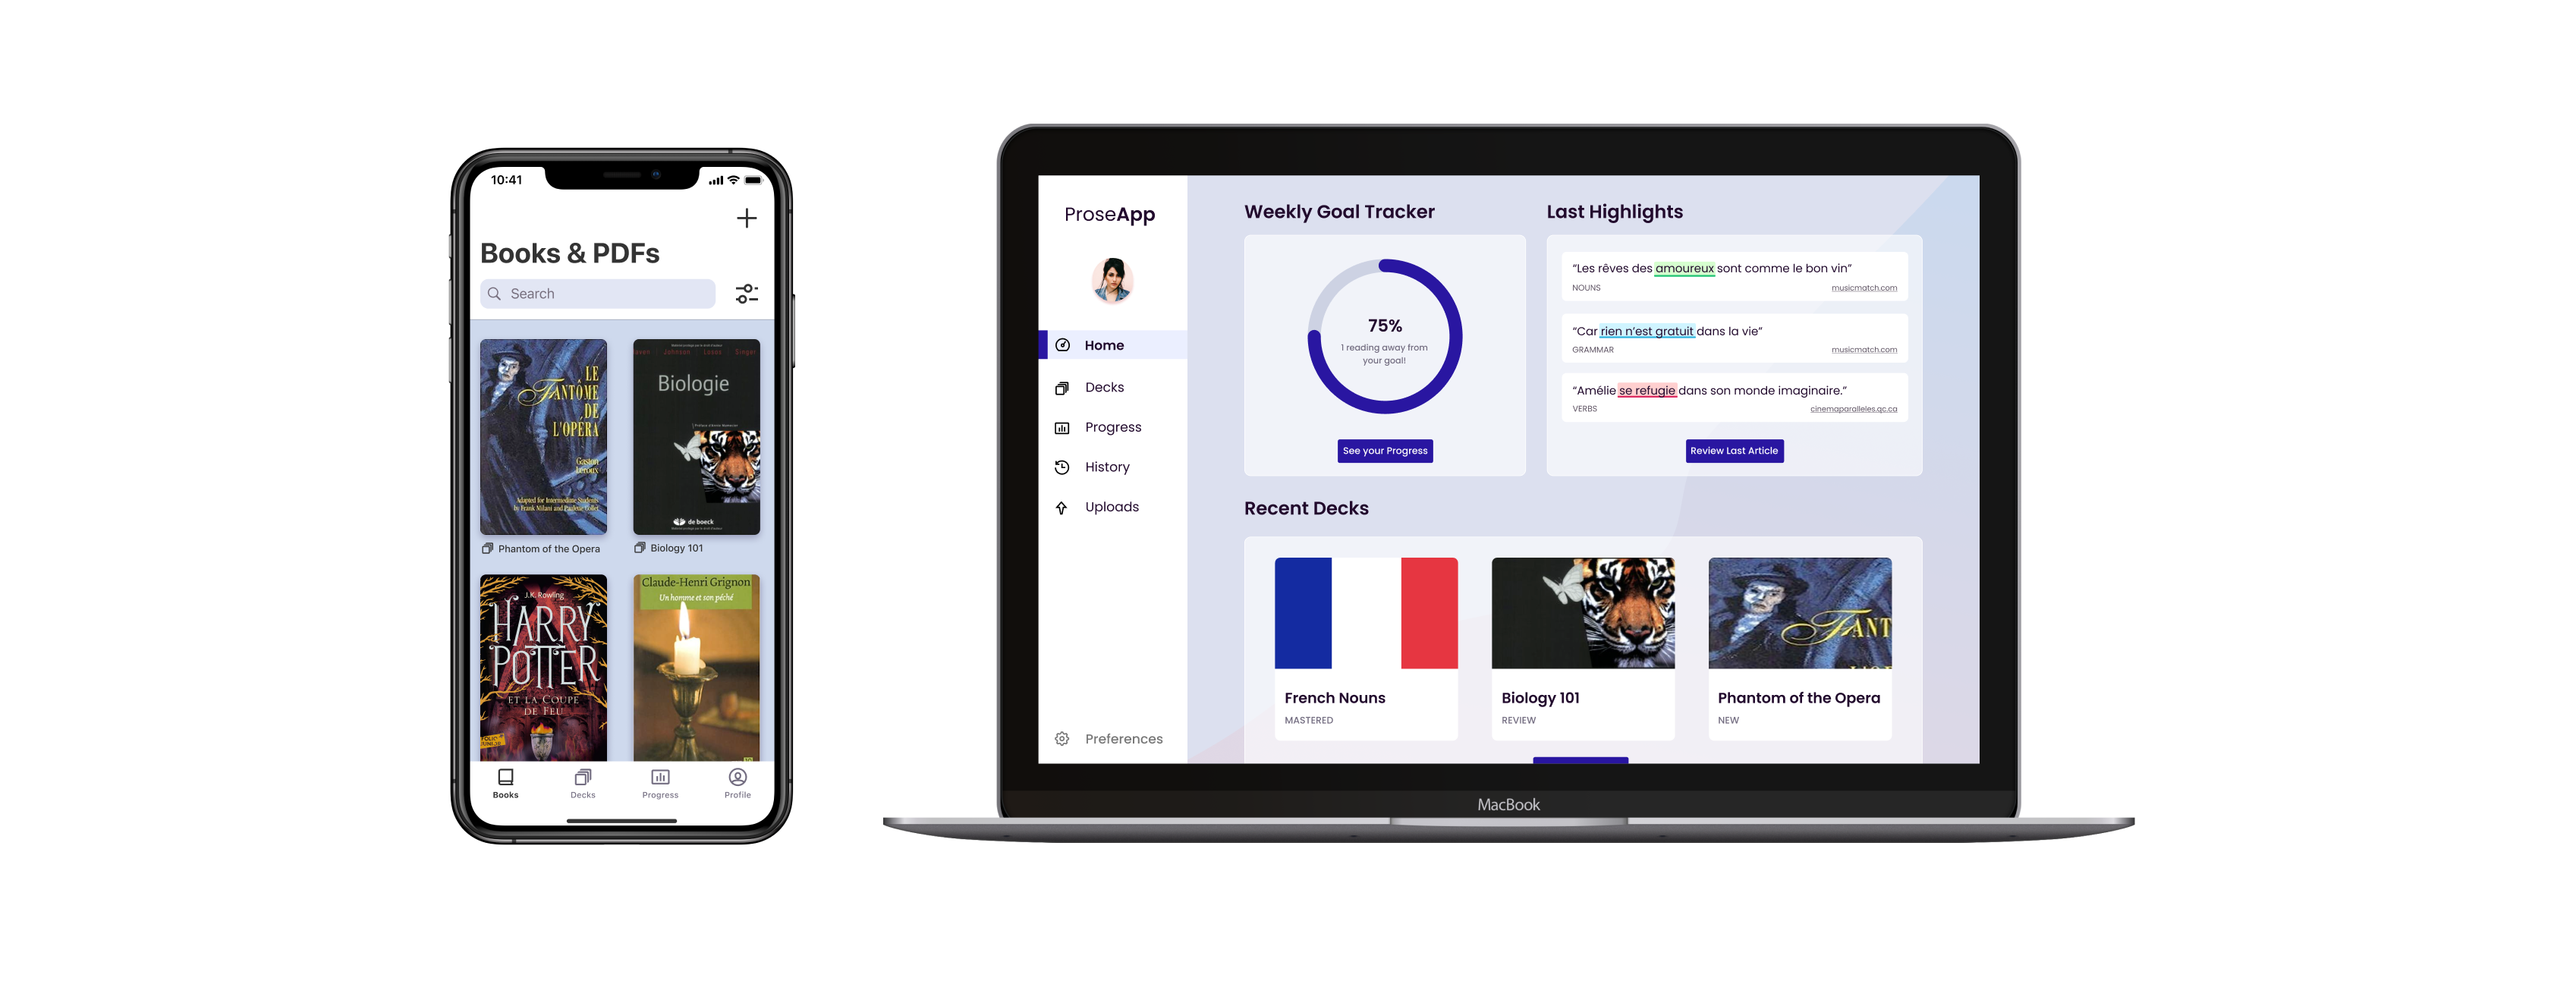 10:41
Books & PDFs
Search
LE
FANTÔME
DE
L'OPÉRA
Gaston
Leroux
Adapted for Intermediate Students
by Frank Milani and
Johnson
Losos
Singer
Biologie
de boeck
Phantom of the Opera
Biology 101
J.K. Rowling
HARRY
POTTER
ET LA COUPE
DE FEU
Claude-Henri Grignon
Un homme et son péché
Books
Decks
Progress
Profile
ProseApp
Home
Decks
Progress
History
Uploads
Preferences
Weekly Goal Tracker
75%
1 reading away from
your goal!
See your Progress
Last Highlights
“Les rêves des amoureux sont comme le bon vin”
NOUNS
musicmatch.com
“Car rien n’est gratuit dans la vie”
GRAMMAR
musicmatch.com
“Amélie se refugie dans son monde imaginaire.”
VERBS
cinemaparalleles.qc.ca
Review Last Article
Recent Decks
FANT
French Nouns
MASTERED
Biology 101
REVIEW
Phantom of the Opera
NEW
MacBook